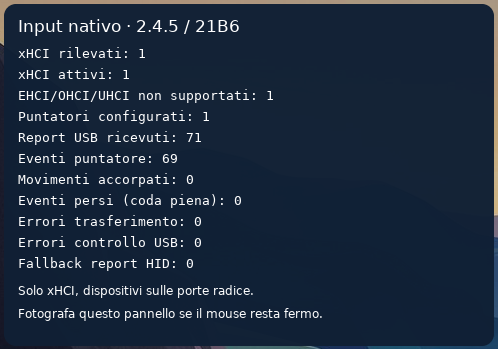 Input nativo · 2.4.5 / 21B6
xHCI rilevati: 1
xHCI attivi: 1
EHCI/OHCI/UHCI non supportati: 1
Puntatori configurati: 1
Report USB ricevuti: 71
Eventi puntatore: 69
Movimenti accorpati: 0
Eventi persi (coda piena): 0
Errori trasferimento: 0
Errori controllo USB: 0
Fallback report HID: 0
Solo xHCI, dispositivi sulle porte radice.
Fotografa questo pannello se il mouse resta fermo.